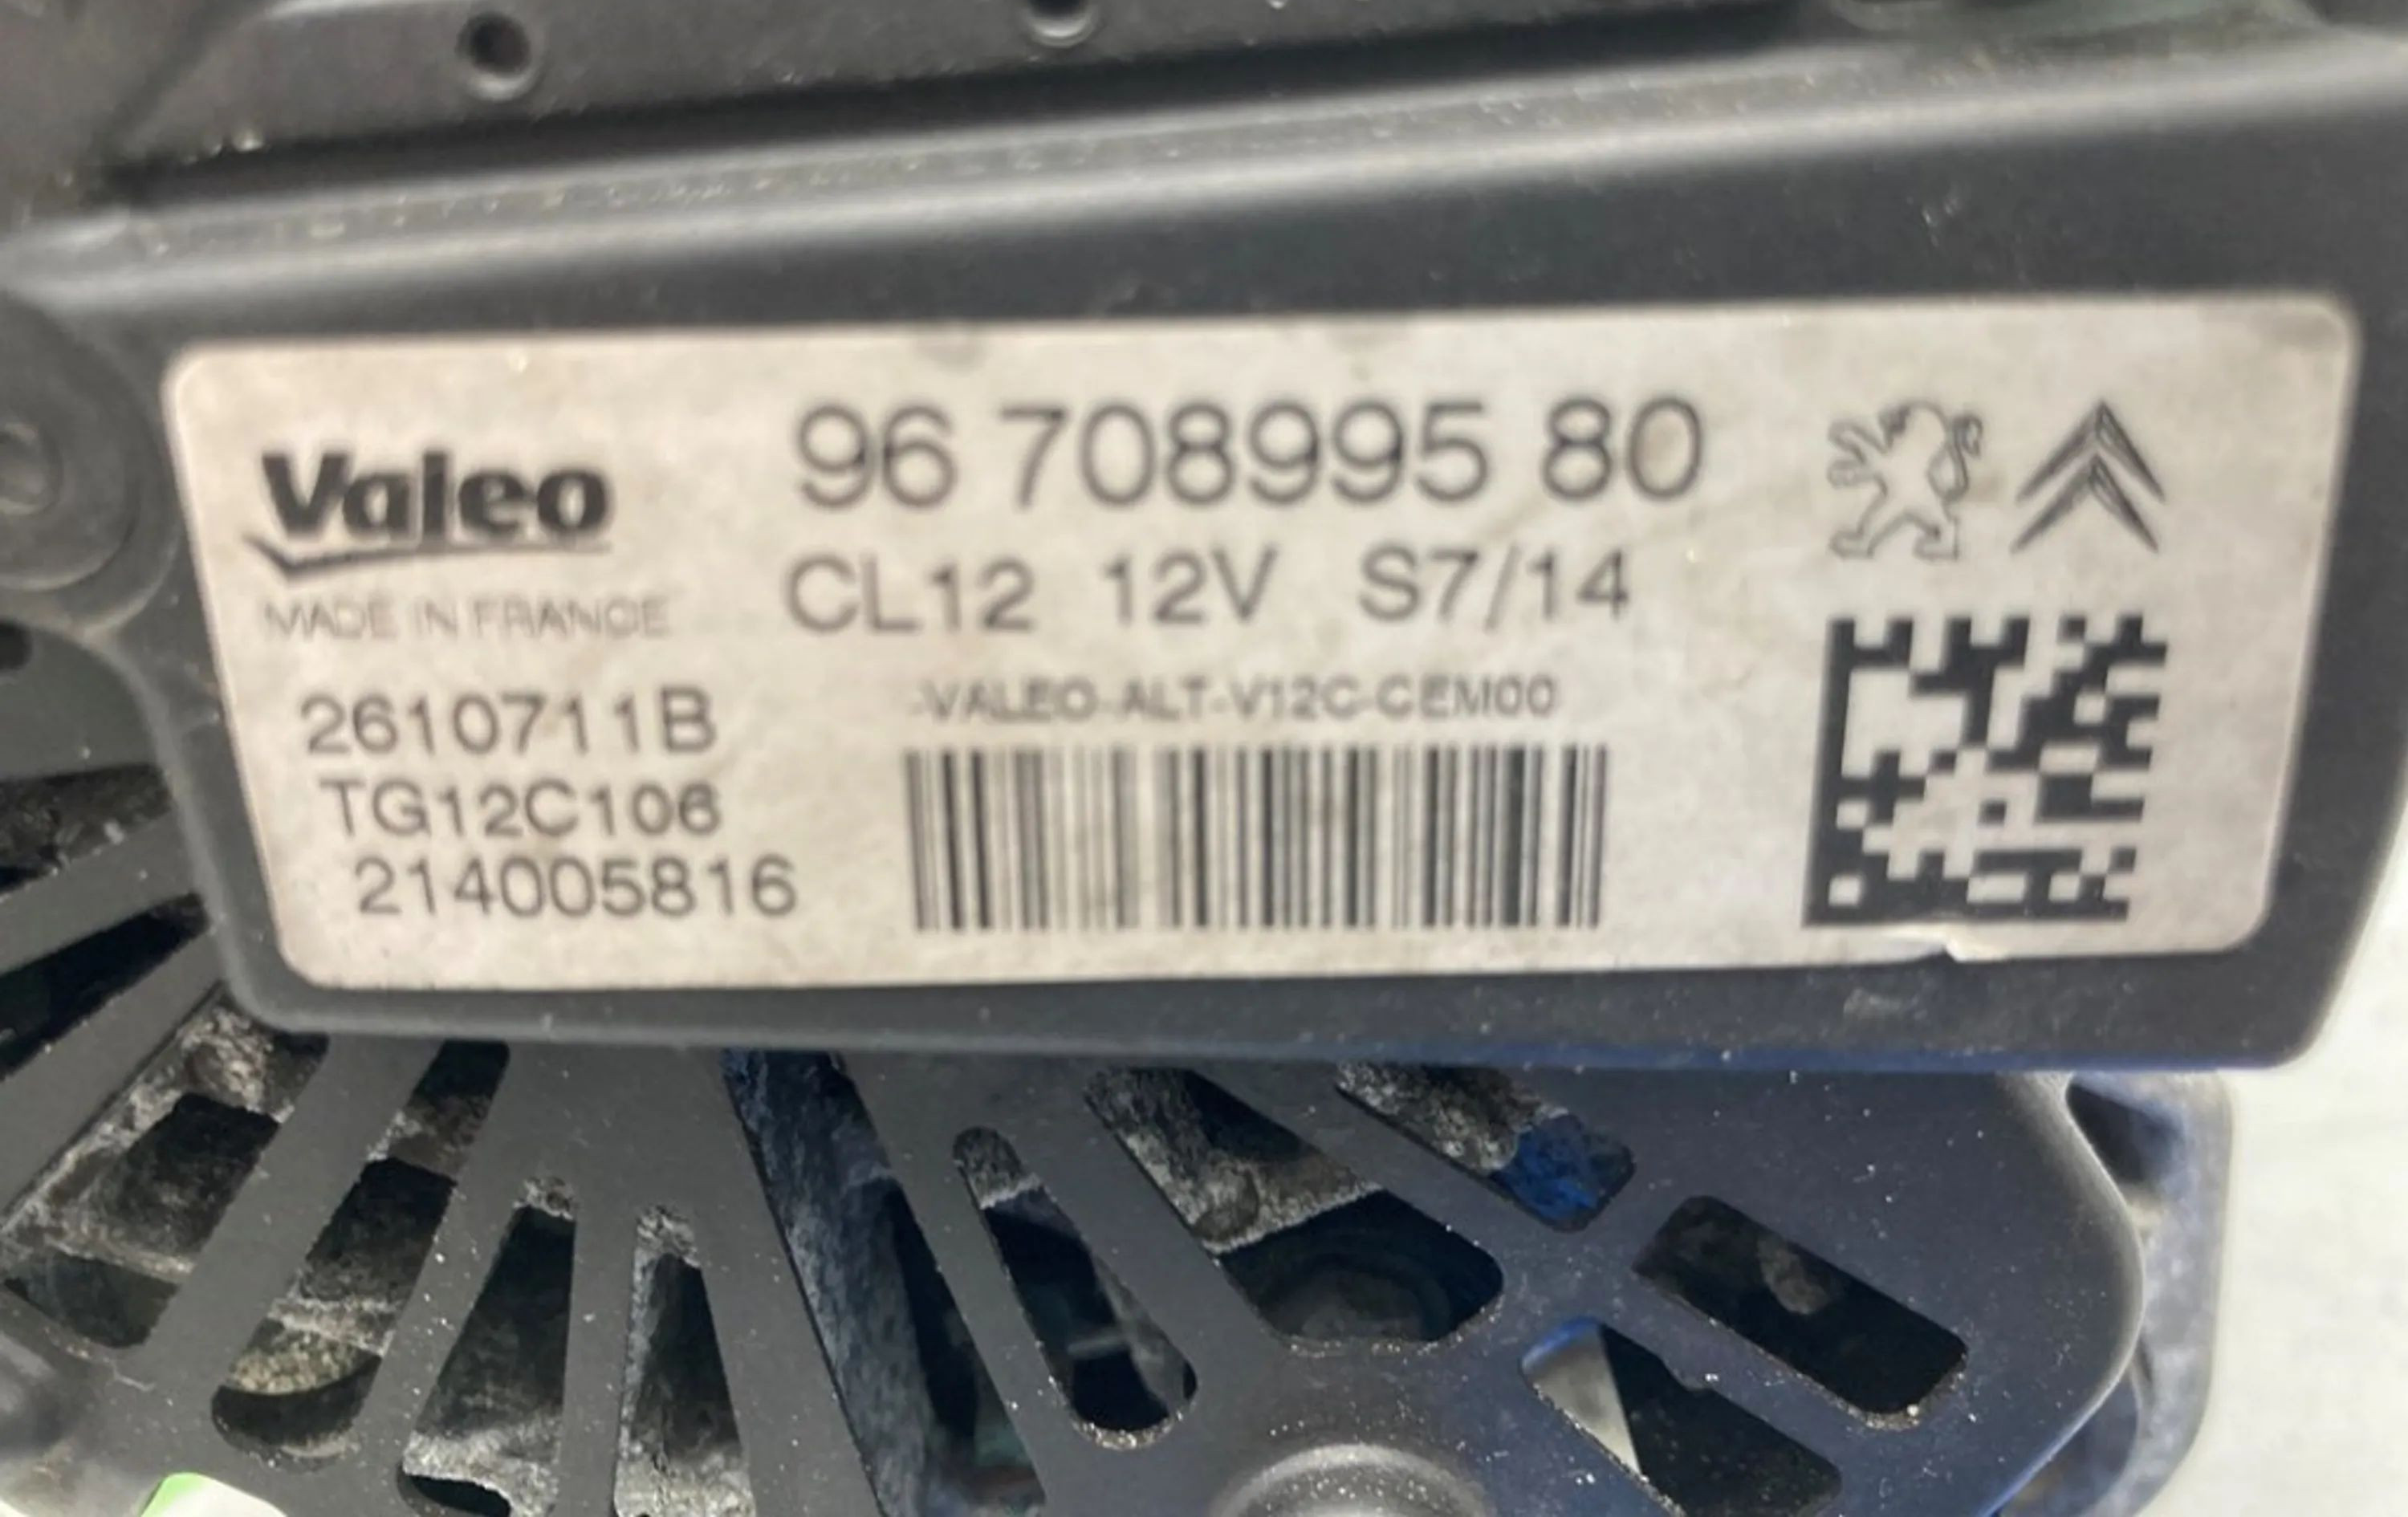 Valeo
MADE IN FRANCE
96 708995 80
CL12 12V S7/14
2610711B
TG12C106
214005816
-VALEO-ALT-V12C-CEM00